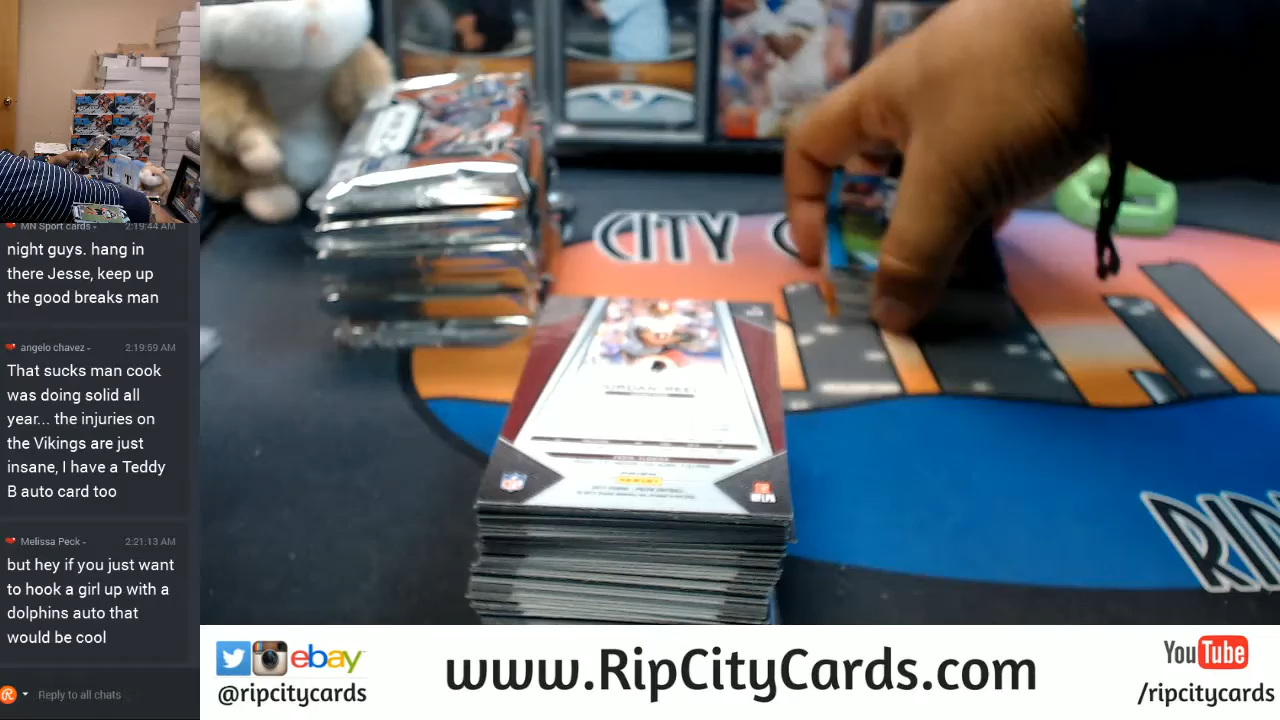 MN Sport cards - 2:19:44 AM
night guys. hang in
there Jesse, keep up
the good breaks man
angelo chavez - 2:19:59 AM
That sucks man cook
was doing solid all
year... the injuries on
the Vikings are just
insane, I have a Teddy
B auto card too
Melissa Peck - 2:21:13 AM
but hey if you just want
to hook a girl up with a
dolphins auto that
would be cool
Reply to all chats
CITY
NFL
NFLPA
ebay
@ripcitycards
www.RipCityCards.com
YouTube
/ripcitycards